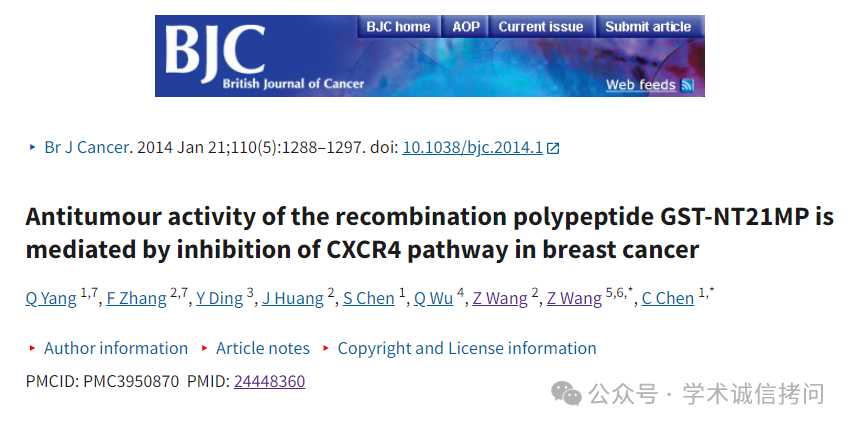 BJC home AOP Current issue Submit article
BJC
British Journal of Cancer
Web feeds
Br J Cancer. 2014 Jan 21;110(5):1288–1297. doi: 10.1038/bjc.2014.1
Antitumour activity of the recombination polypeptide GST-NT21MP is
mediated by inhibition of CXCR4 pathway in breast cancer
Q Yang 1,7, F Zhang 2,7, Y Ding 3, J Huang 2, S Chen 1, Q Wu 4, Z Wang 2, Z Wang 5,6,*, C Chen 1,*
Author information Article notes Copyright and License information
PMCID: PMC3950870 PMID: 24448360
公众号 · 学术诚信拷问